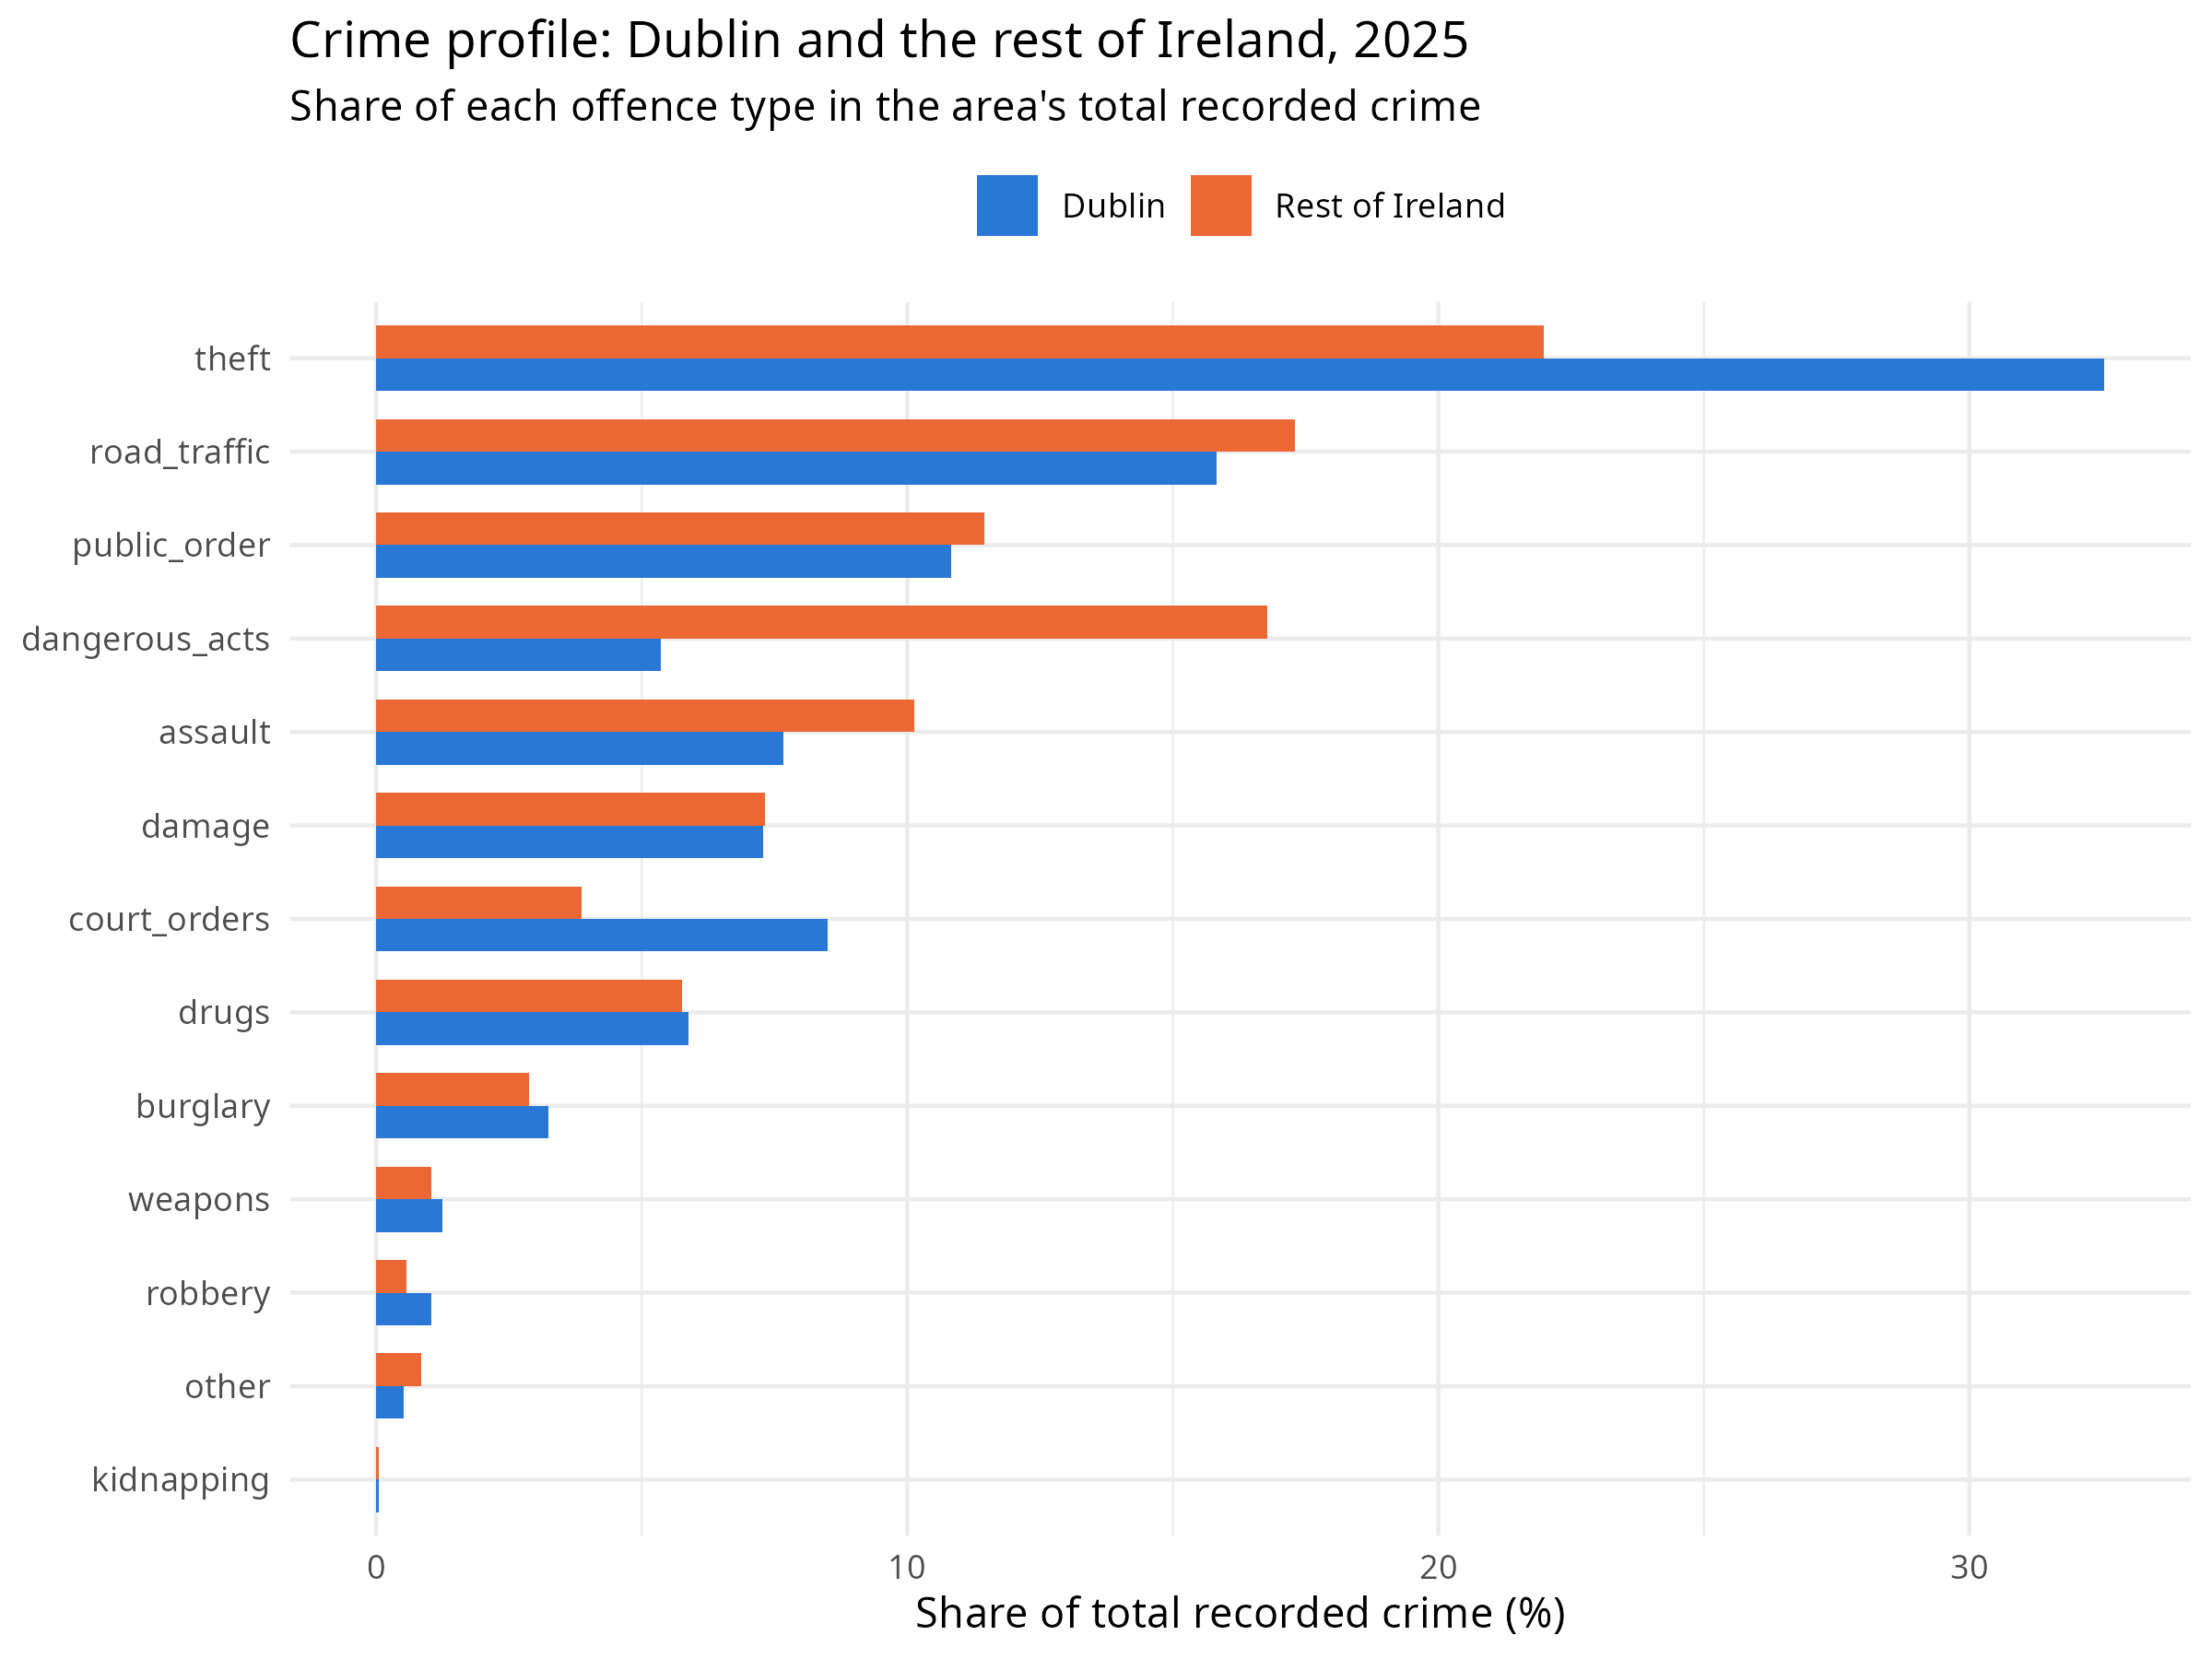 Crime profile: Dublin and the rest of Ireland, 2025
Share of each offence type in the area's total recorded crime
Dublin Rest of Ireland
theft
road_traffic
public_order
dangerous_acts
assault
damage
court_orders
drugs
burglary
weapons
robbery
other
kidnapping
0 10 20 30
Share of total recorded crime (%)